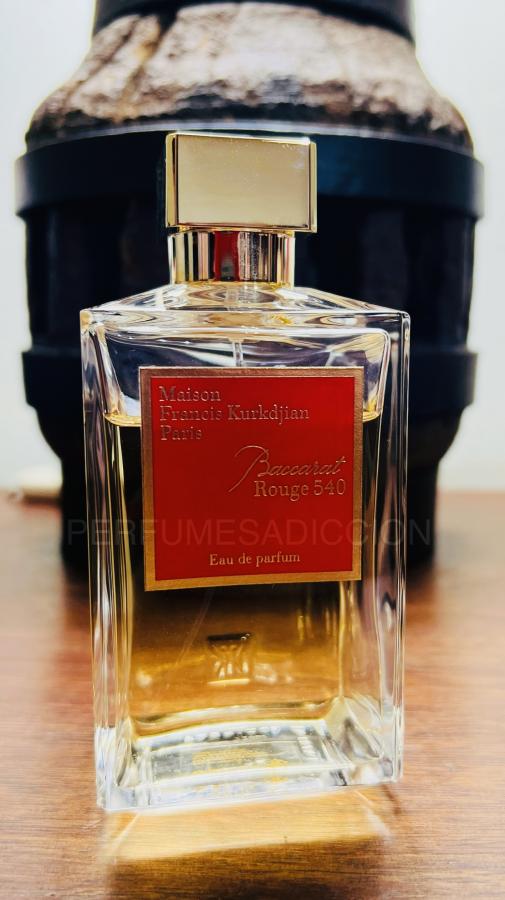 Maison
Francis Kurkdjian
Paris
Baccarat
Rouge 540
PERFUMESADICCION
Eau de parfum